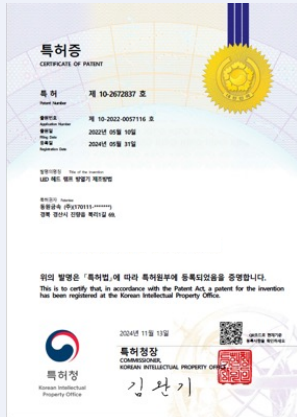 특허증
CERTIFICATE OF PATENT
특 허 제 10-2672837 호
Patent Number
출원번호 제 10-2022-0057116 호
Application Number
출원일 2022년 05월 10일
Filing Date
등록일 2024년 05월 31일
Registration Date
발명의명칭 Title of the Invention
LED 헤드 램프 방열기 제조방법
특허권자 Patentee
동원금속 (주)(170111-*******)
경북 경산시 진량읍 북리1길 69.
위의 발명은 「특허법」에 따라 특허원부에 등록되었음을 증명합니다.
This is to certify that, in accordance with the Patent Act, a patent for the invention
has been registered at the Korean Intellectual Property Office.
2024년 11월 13일
특허청장
COMMISSIONER,
KOREAN INTELLECTUAL PROPERTY OFFICE
김완기
특허청
Korean Intellectual
Property Office